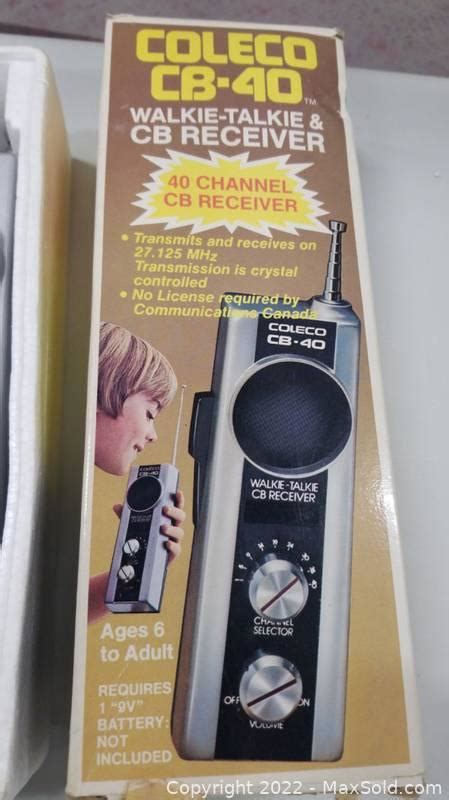 COLECO
CB-40 TM
WALKIE-TALKIE &
CB RECEIVER
40 CHANNEL
CB RECEIVER
• Transmits and receives on
27.125 MHz
Transmission is crystal
controlled
• No License required by
Communications Canada
COLECO
CB-40
WALKIE-TALKIE
CB RECEIVER
CHANNEL
SELECTOR
OFF ON
VOLUME
COLECO
CB-40
Ages 6
to Adult
REQUIRES
1 "9V"
BATTERY:
NOT
INCLUDED
Copyright 2022 - MaxSold.com